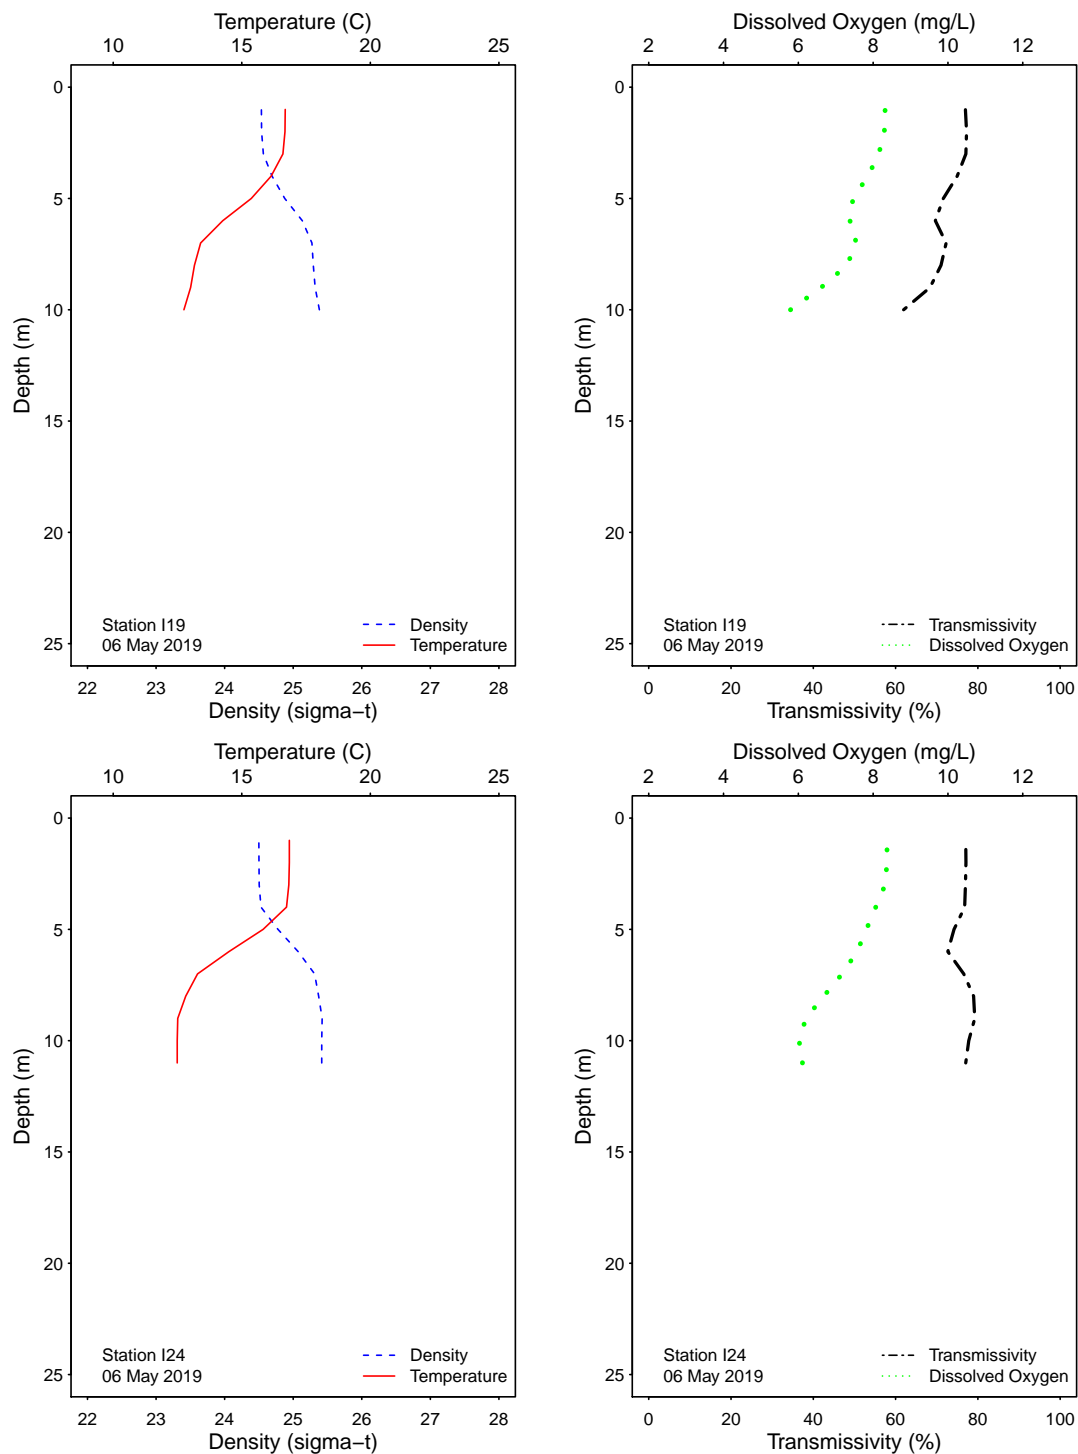 Temperature (C)
10 15 20 25
0
5
10
15
20
25
Depth (m)
Station I19
06 May 2019
Density
Temperature
22 23 24 25 26 27 28
Density (sigma−t)
Dissolved Oxygen (mg/L)
2 4 6 8 10 12
0
5
10
15
20
25
Depth (m)
Station I19
06 May 2019
Transmissivity
Dissolved Oxygen
0 20 40 60 80 100
Transmissivity (%)
Temperature (C)
10 15 20 25
0
5
10
15
20
25
Depth (m)
Station I24
06 May 2019
Density
Temperature
22 23 24 25 26 27 28
Density (sigma−t)
Dissolved Oxygen (mg/L)
2 4 6 8 10 12
0
5
10
15
20
25
Depth (m)
Station I24
06 May 2019
Transmissivity
Dissolved Oxygen
0 20 40 60 80 100
Transmissivity (%)